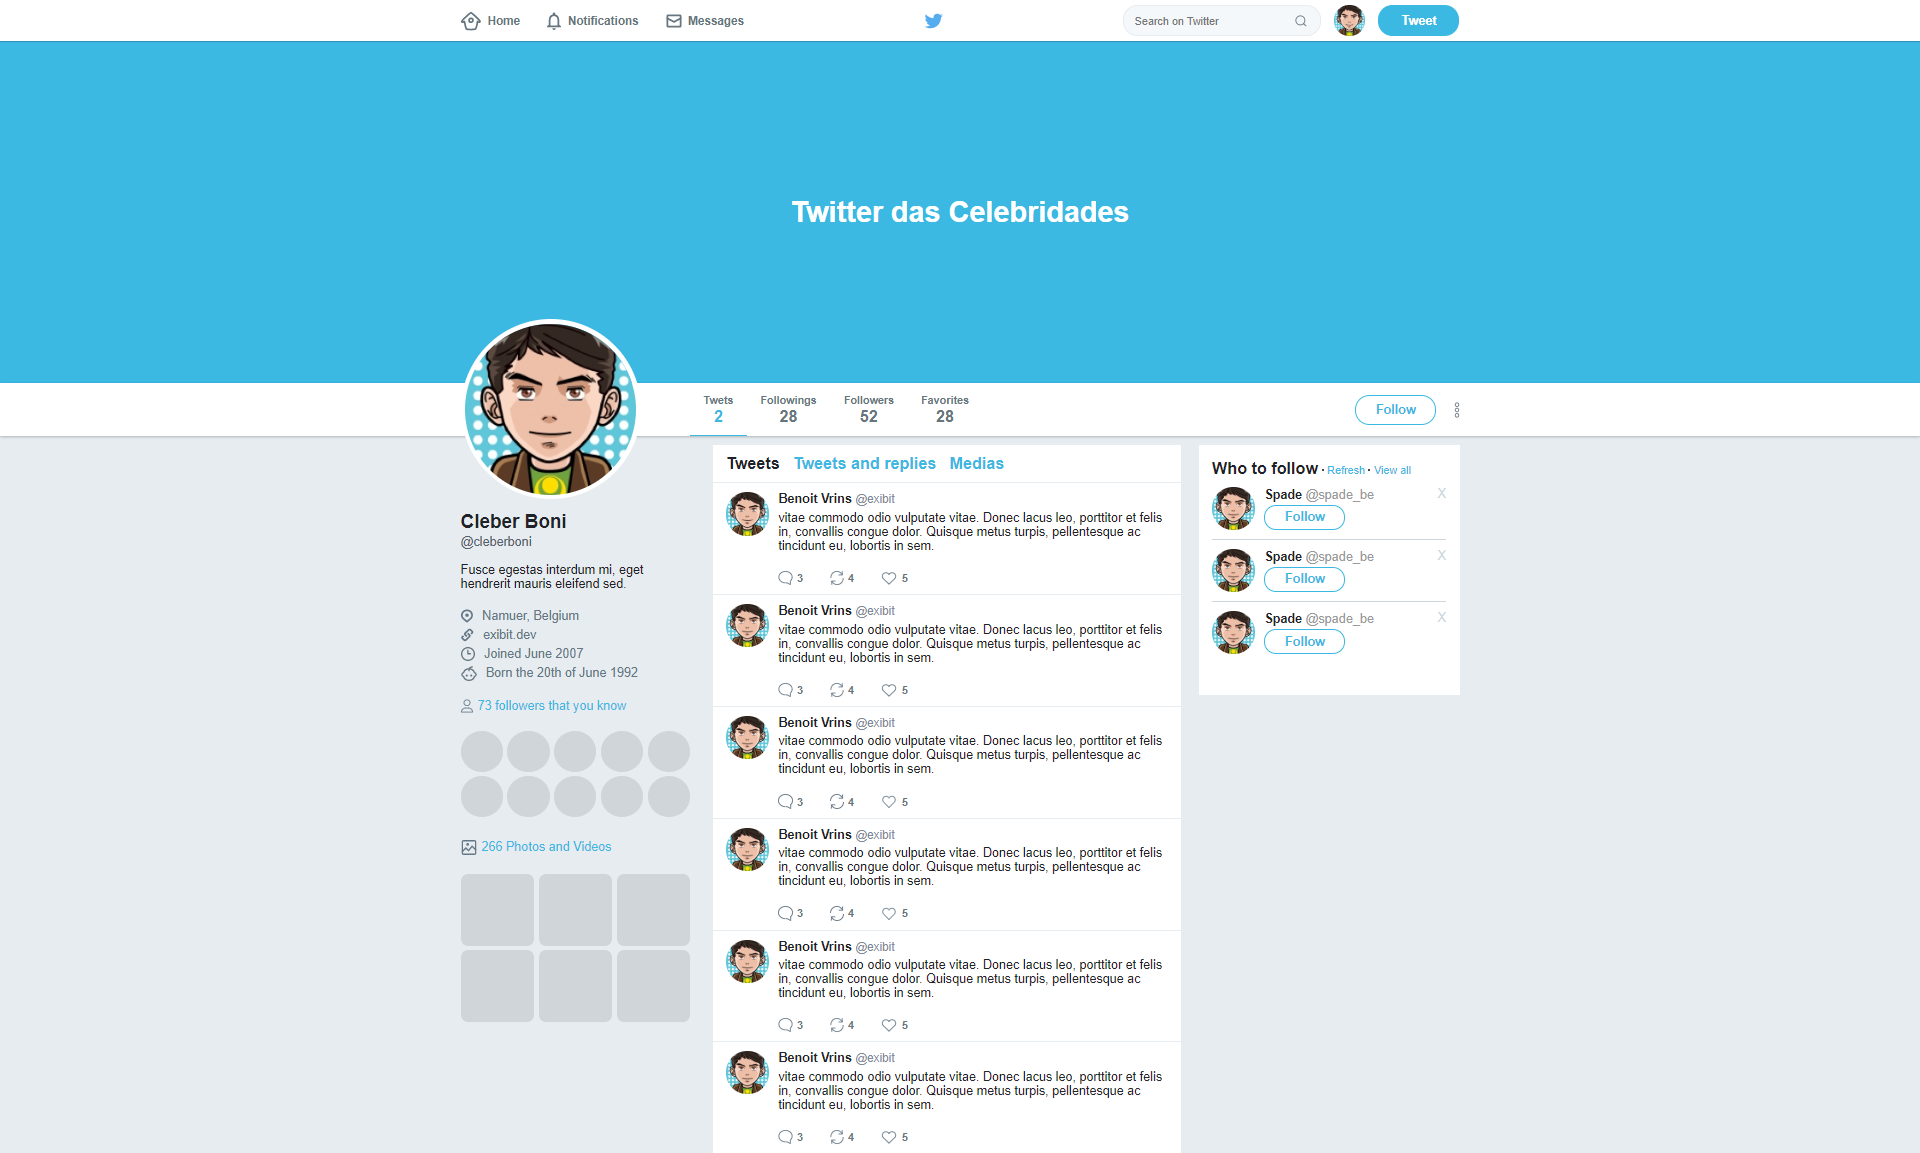 Home Notifications Messages Search on Twitter Tweet
Twitter das Celebridades
Twets Followings Followers Favorites
2 28 52 28
Follow
Cleber Boni
@cleberboni
Fusce egestas interdum mi, eget
hendrerit mauris eleifend sed.
Namuer, Belgium
exibit.dev
Joined June 2007
Born the 20th of June 1992
73 followers that you know
266 Photos and Videos
Tweets Tweets and replies Medias
Benoit Vrins @exibit
vitae commodo odio vulputate vitae. Donec lacus leo, porttitor et felis
in, convallis congue dolor. Quisque metus turpis, pellentesque ac
tincidunt eu, lobortis in sem.
3 4 5
Benoit Vrins @exibit
vitae commodo odio vulputate vitae. Donec lacus leo, porttitor et felis
in, convallis congue dolor. Quisque metus turpis, pellentesque ac
tincidunt eu, lobortis in sem.
3 4 5
Benoit Vrins @exibit
vitae commodo odio vulputate vitae. Donec lacus leo, porttitor et felis
in, convallis congue dolor. Quisque metus turpis, pellentesque ac
tincidunt eu, lobortis in sem.
3 4 5
Benoit Vrins @exibit
vitae commodo odio vulputate vitae. Donec lacus leo, porttitor et felis
in, convallis congue dolor. Quisque metus turpis, pellentesque ac
tincidunt eu, lobortis in sem.
3 4 5
Benoit Vrins @exibit
vitae commodo odio vulputate vitae. Donec lacus leo, porttitor et felis
in, convallis congue dolor. Quisque metus turpis, pellentesque ac
tincidunt eu, lobortis in sem.
3 4 5
Benoit Vrins @exibit
vitae commodo odio vulputate vitae. Donec lacus leo, porttitor et felis
in, convallis congue dolor. Quisque metus turpis, pellentesque ac
tincidunt eu, lobortis in sem.
3 4 5
Who to follow · Refresh · View all
Spade @spade_be X
Follow
Spade @spade_be X
Follow
Spade @spade_be X
Follow